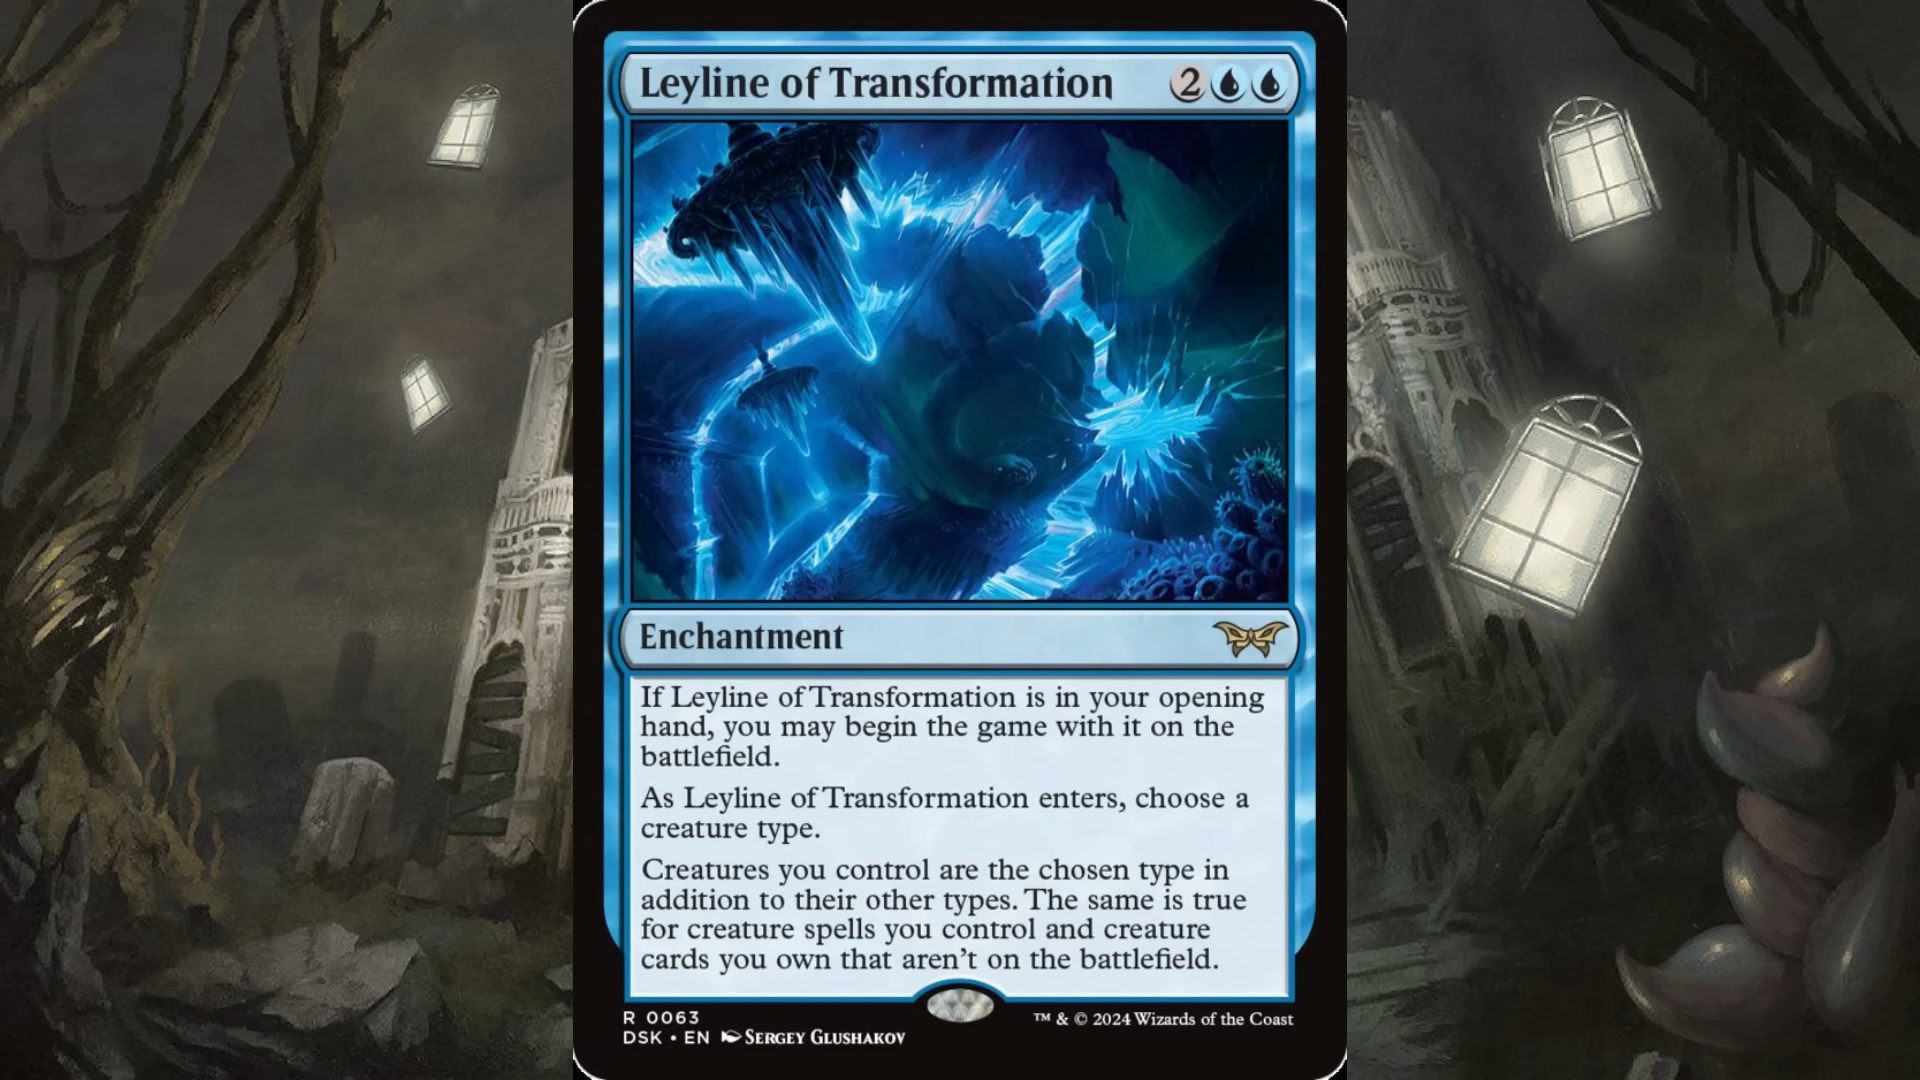 Leyline of Transformation 2
Enchantment
If Leyline of Transformation is in your opening
hand, you may begin the game with it on the
battlefield.
As Leyline of Transformation enters, choose a
creature type.
Creatures you control are the chosen type in
addition to their other types. The same is true
for creature spells you control and creature
cards you own that aren't on the battlefield.
R 0063
DSK • EN SERGEY GLUSHAKOV
™ & © 2024 Wizards of the Coast